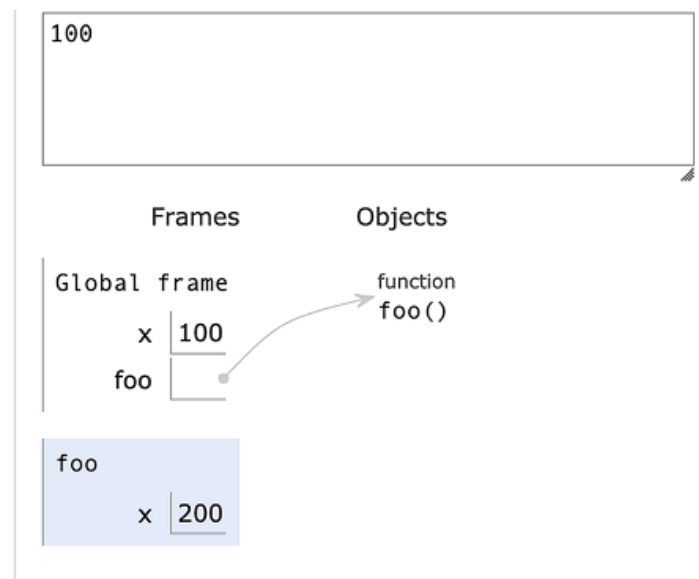 100
Frames Objects
Global frame
function
foo()
x 100
foo
foo
x 200